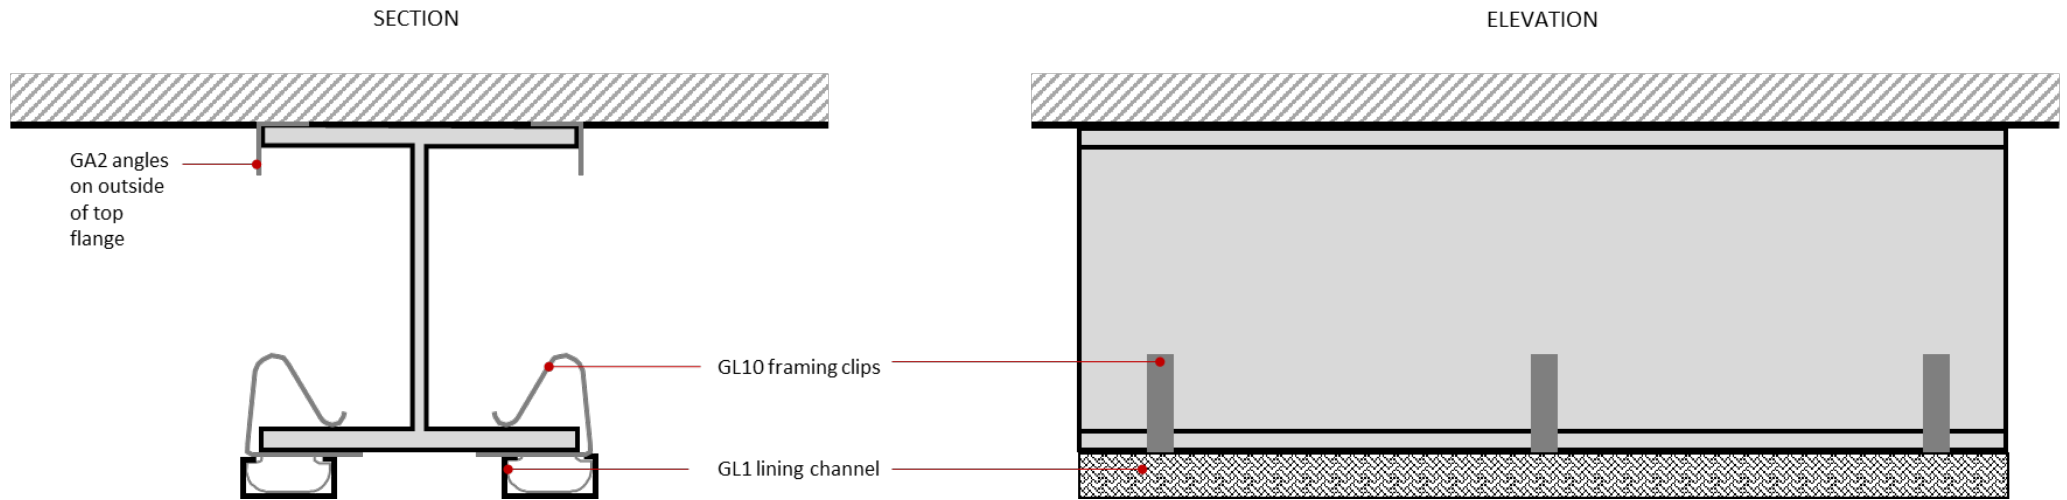 SECTION
ELEVATION
GA2 angles
on outside
of top
flange
GL10 framing clips
GL1 lining channel